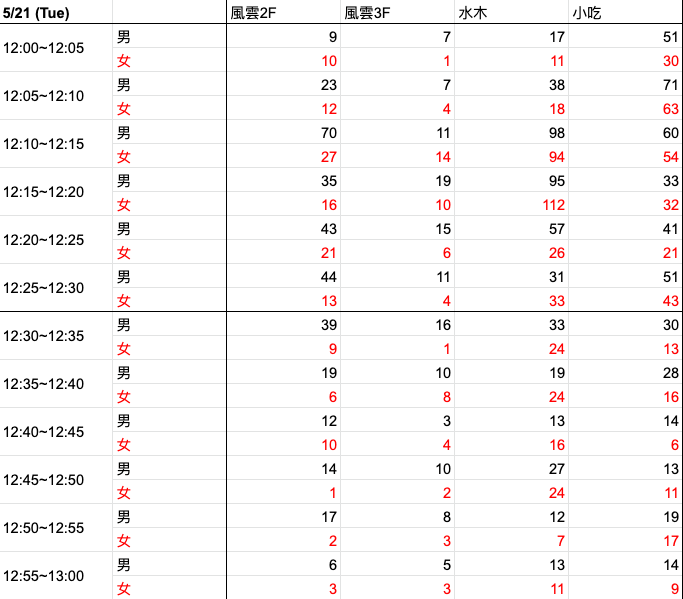 5/21 (Tue) 風雲2F 風雲3F 水木 小吃
12:00~12:05 男 9 7 17 51
女 10 1 11 30
12:05~12:10 男 23 7 38 71
女 12 4 18 63
12:10~12:15 男 70 11 98 60
女 27 14 94 54
12:15~12:20 男 35 19 95 33
女 16 10 112 32
12:20~12:25 男 43 15 57 41
女 21 6 26 21
12:25~12:30 男 44 11 31 51
女 13 4 33 43
12:30~12:35 男 39 16 33 30
女 9 1 24 13
12:35~12:40 男 19 10 19 28
女 6 8 24 16
12:40~12:45 男 12 3 13 14
女 10 4 16 6
12:45~12:50 男 14 10 27 13
女 1 2 24 11
12:50~12:55 男 17 8 12 19
女 2 3 7 17
12:55~13:00 男 6 5 13 14
女 3 3 11 9